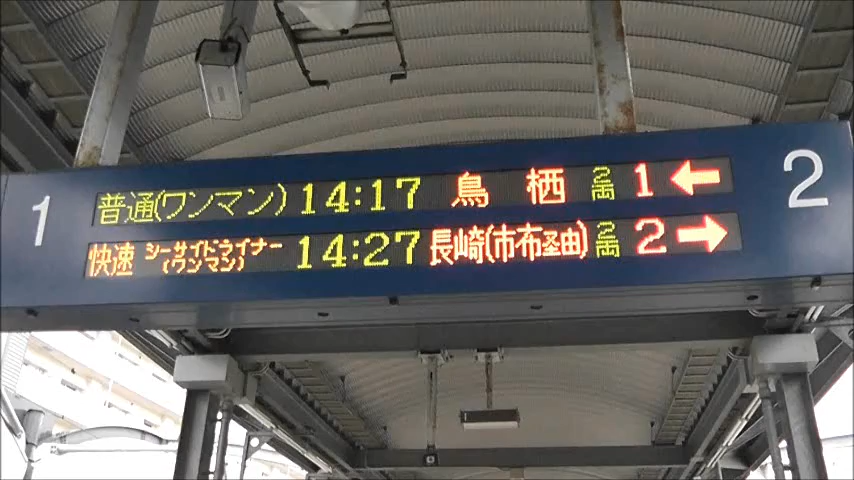 1
普通(ワンマン) 14:17 鳥 栖 2両 1 ←
快速 シーサイドライナー (ワンマン) 14:27 長崎(市布経由) 2両 2 →
2